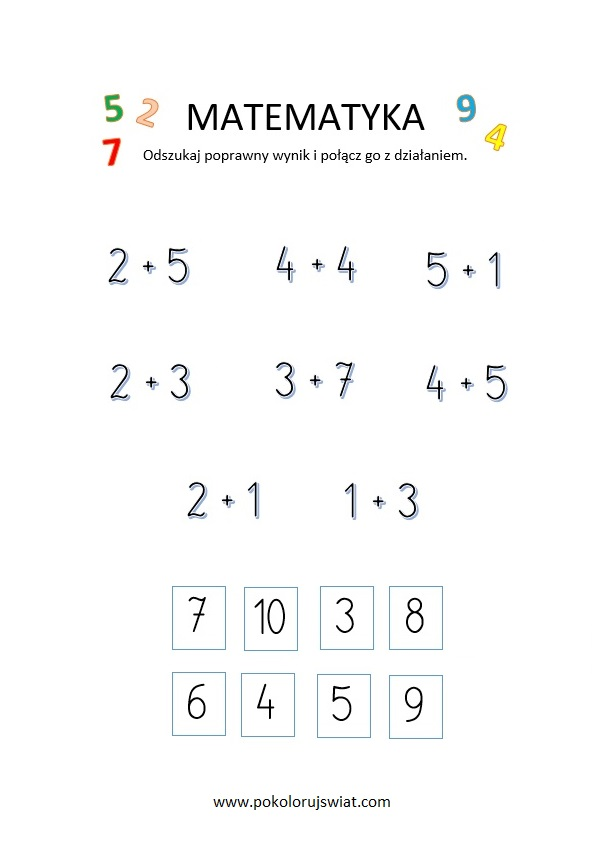 5 2 MATEMATYKA 9 4
7 Odszukaj poprawny wynik i połącz go z działaniem.
2 + 5 4 + 4 5 + 1
2 + 3 3 + 7 4 + 5
2 + 1 1 + 3
7 10 3 8
6 4 5 9
www.pokolorujswiat.com